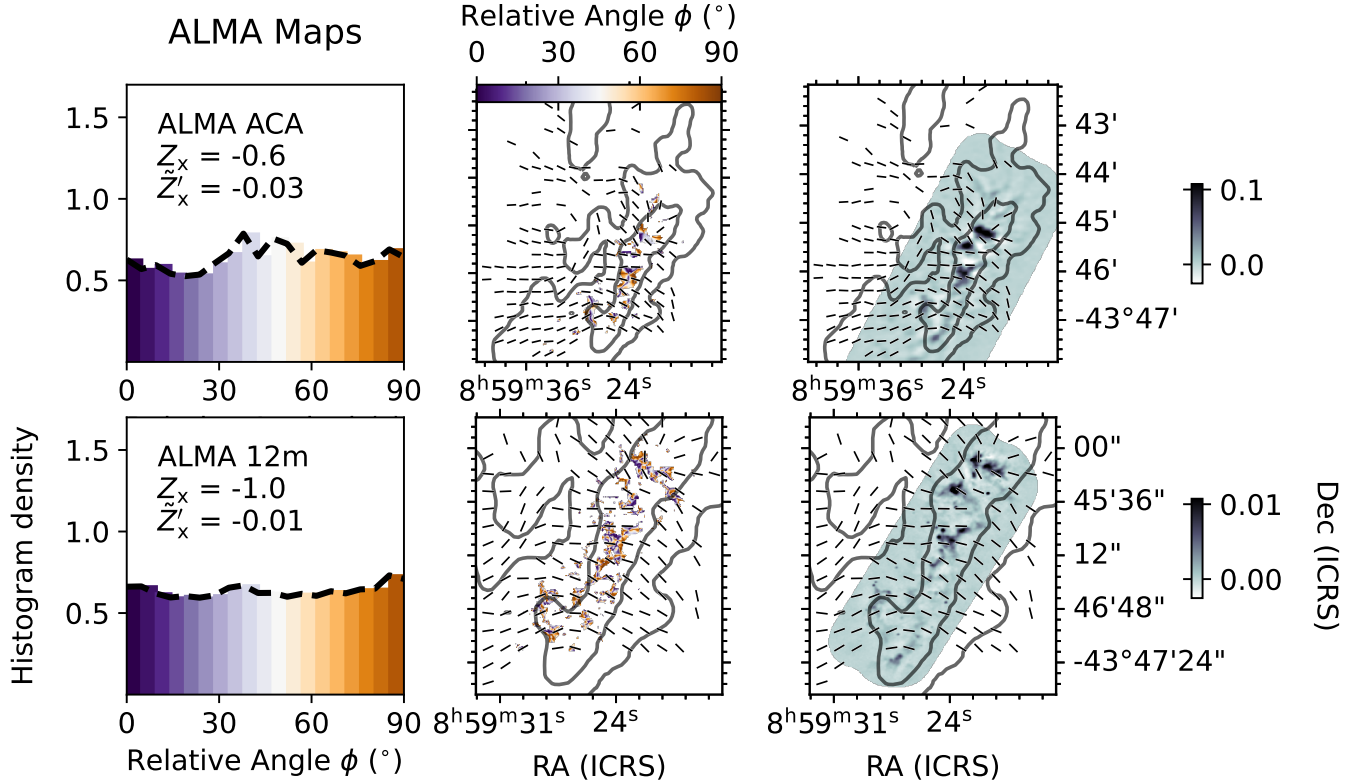 ALMA Maps
Relative Angle ϕ (°)
0 30 60 90
1.5
1.0
0.5
ALMA ACA
Zₓ = -0.6
Z̃′ₓ = -0.03
0 30 60 90
8ʰ59ᵐ36ˢ 24ˢ
8ʰ59ᵐ36ˢ 24ˢ
43'
44'
45'
46'
-43°47'
0.1
0.0
Histogram density
1.5
1.0
0.5
ALMA 12m
Zₓ = -1.0
Z̃′ₓ = -0.01
0 30 60 90
Relative Angle ϕ (°)
8ʰ59ᵐ31ˢ 24ˢ
RA (ICRS)
8ʰ59ᵐ31ˢ 24ˢ
RA (ICRS)
00"
45'36"
12"
46'48"
-43°47'24"
0.01
0.00
Dec (ICRS)